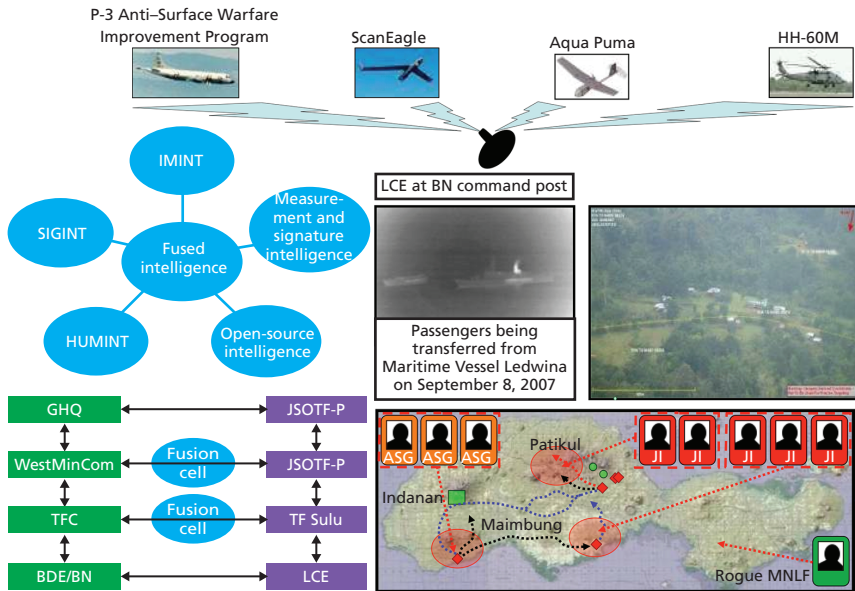 P-3 Anti–Surface Warfare
Improvement Program
ScanEagle
Aqua Puma
HH-60M
IMINT
Measure-
ment and
signature
intelligence
SIGINT
Fused
intelligence
HUMINT
Open-source
intelligence
LCE at BN command post
Passengers being
transferred from
Maritime Vessel Ledwina
on September 8, 2007
GHQ
JSOTF-P
WestMinCom
Fusion
cell
JSOTF-P
TFC
Fusion
cell
TF Sulu
BDE/BN
LCE
ASG
ASG
ASG
Patikul
JI
JI
JI
JI
JI
Indanan
Maimbung
Rogue MNLF